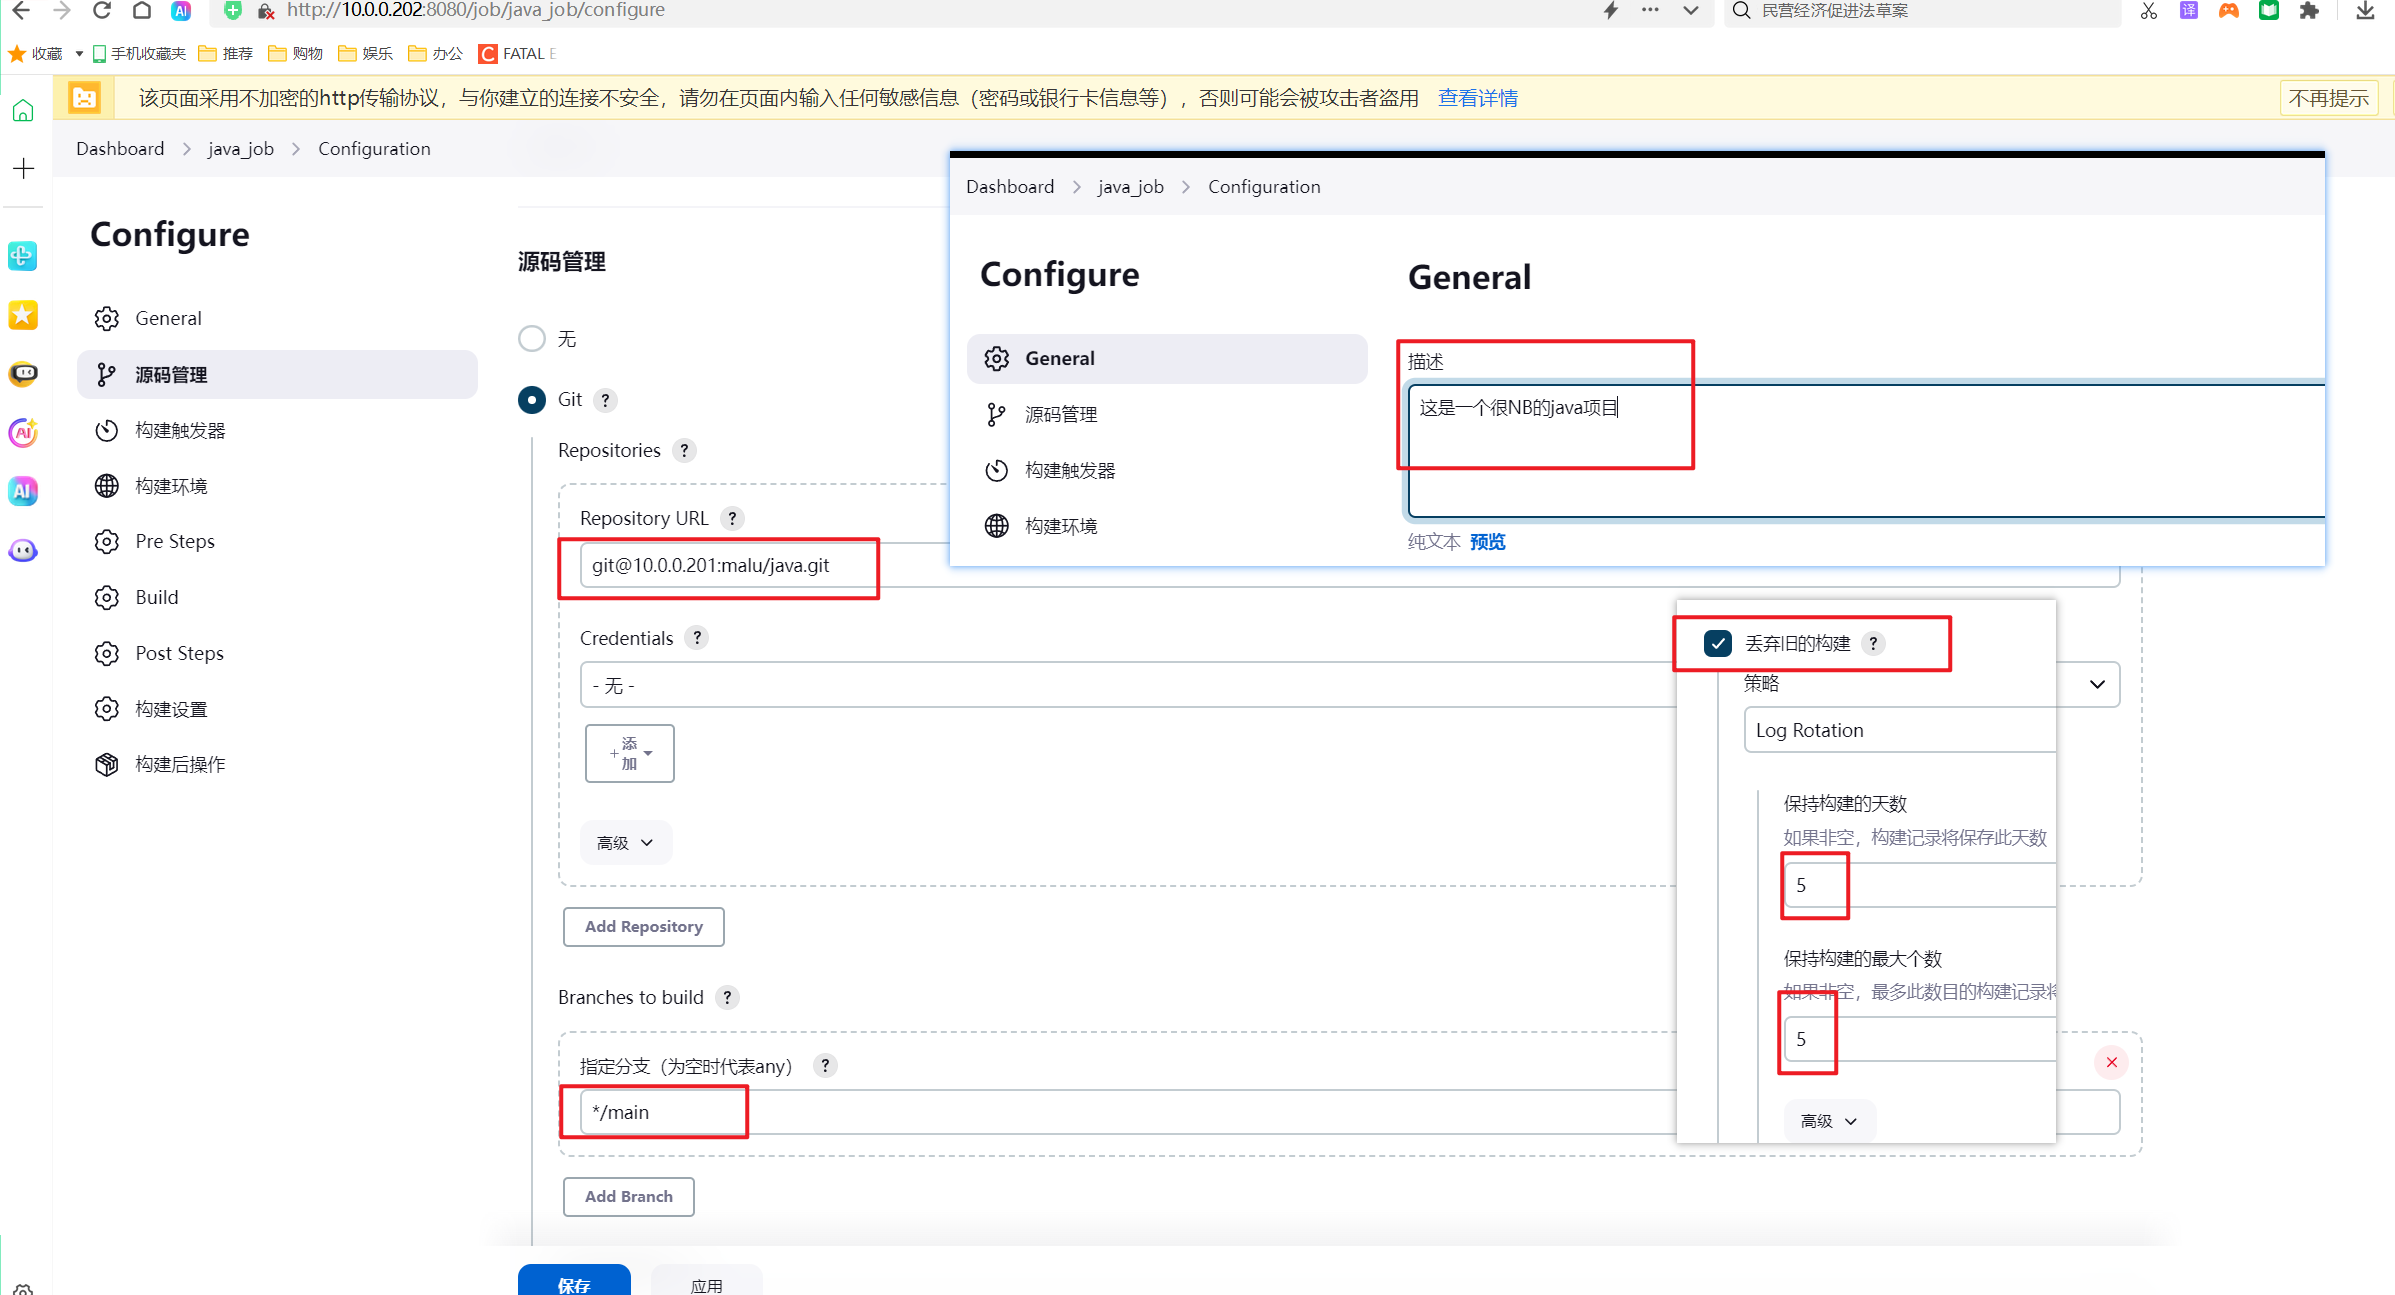 http://10.0.0.202:8080/job/java_job/configure
民营经济促进法草案
收藏
手机收藏夹
推荐
购物
娱乐
办公
FATAL E
该页面采用不加密的http传输协议，与你建立的连接不安全，请勿在页面内输入任何敏感信息（密码或银行卡信息等），否则可能会被攻击者盗用 查看详情
不再提示
Dashboard > java_job > Configuration
Configure
General
源码管理
构建触发器
构建环境
Pre Steps
Build
Post Steps
构建设置
构建后操作
源码管理
无
Git ?
Repositories ?
Repository URL ?
git@10.0.0.201:malu/java.git
Credentials ?
- 无 -
+添加
高级
Add Repository
Branches to build ?
指定分支（为空时代表any） ?
*/main
Add Branch
保存
应用
Dashboard > java_job > Configuration
Configure
General
源码管理
构建触发器
构建环境
General
描述
这是一个很NB的java项目
纯文本 预览
丢弃旧的构建 ?
策略
Log Rotation
保持构建的天数
如果非空，构建记录将保存此天数
5
保持构建的最大个数
如果非空，最多此数目的构建记录将
5
高级